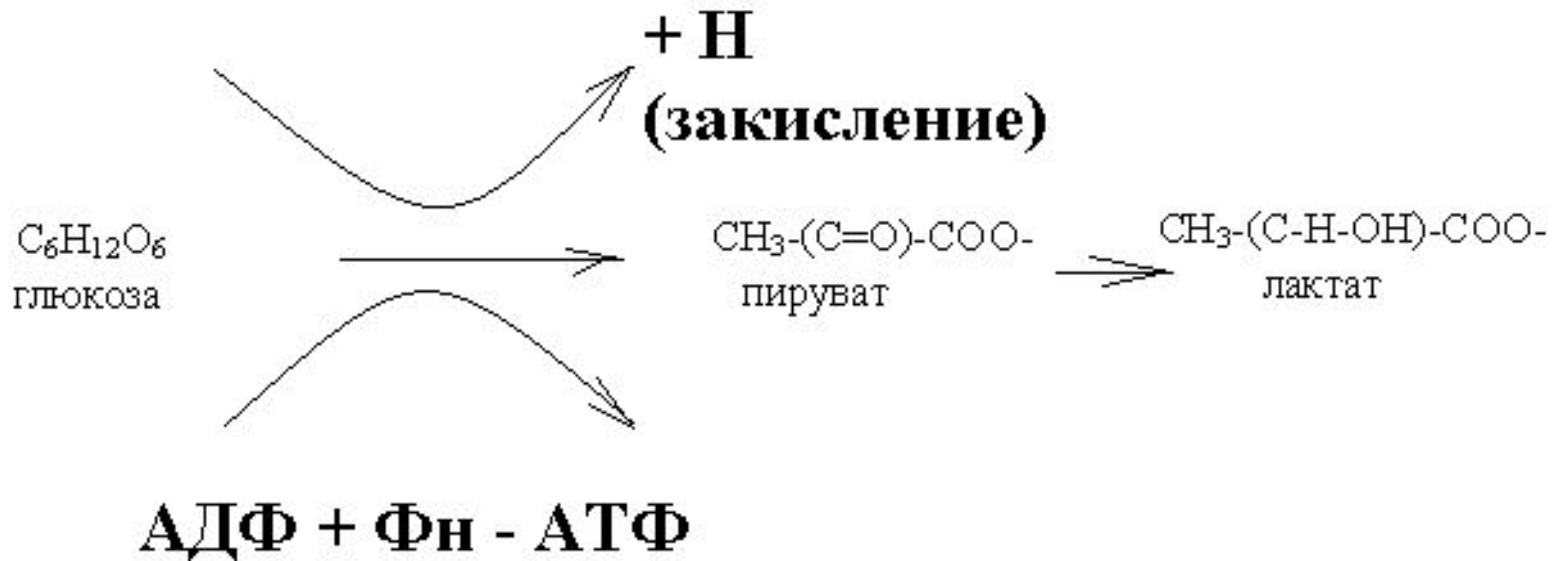 + Н
(закисление)
C₆H₁₂O₆
глюкоза
CH₃-(C=O)-COO-
пируват
CH₃-(C-H-OH)-COO-
лактат
АДФ + Фн - АТФ